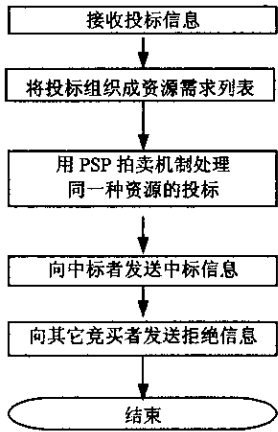 接收投标信息
将投标组织成资源需求列表
用 PSP 拍卖机制处理
同一种资源的投标
向中标者发送中标信息
向其它竞买者发送拒绝信息
结束